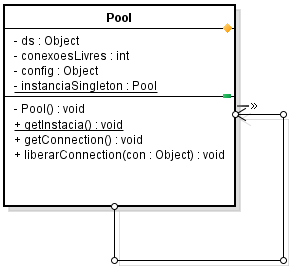 Pool
- ds : Object
- conexoesLivres : int
- config : Object
- instanciaSingleton : Pool
- Pool() : void
+ getInstacia() : void
+ getConnection() : void
+ liberarConnection(con : Object) : void
»